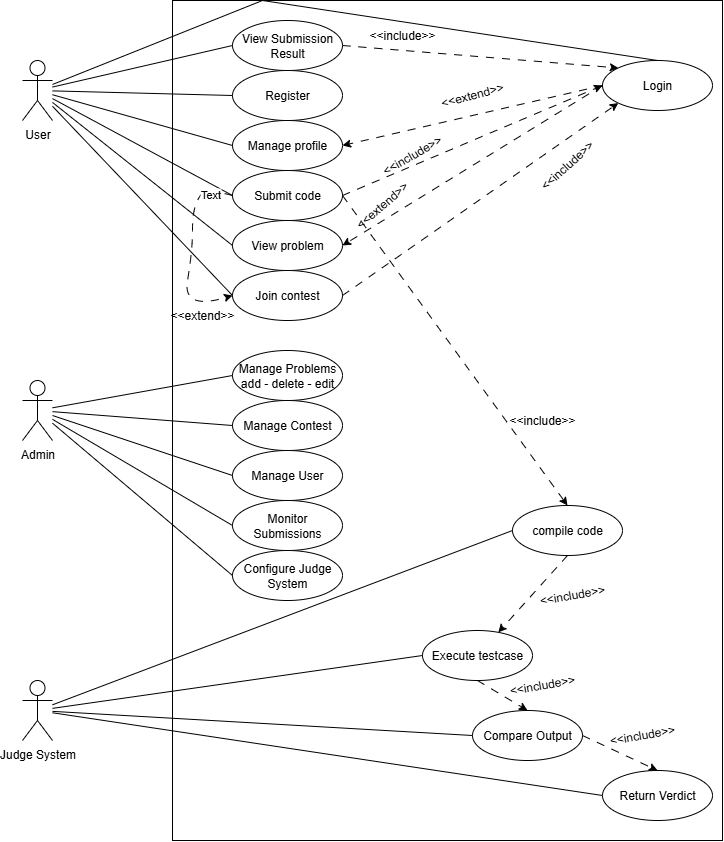 View Submission
Result
<<include>>
Login
Register
<<extend>>
User
Manage profile
<<include>>
<<include>>
Text
Submit code
<<extend>>
View problem
Join contest
<<extend>>
Manage Problems
add - delete - edit
Manage Contest
<<include>>
Admin
Manage User
Monitor
Submissions
compile code
Configure Judge
System
<<include>>
Execute testcase
<<include>>
Compare Output
<<include>>
Judge System
Return Verdict